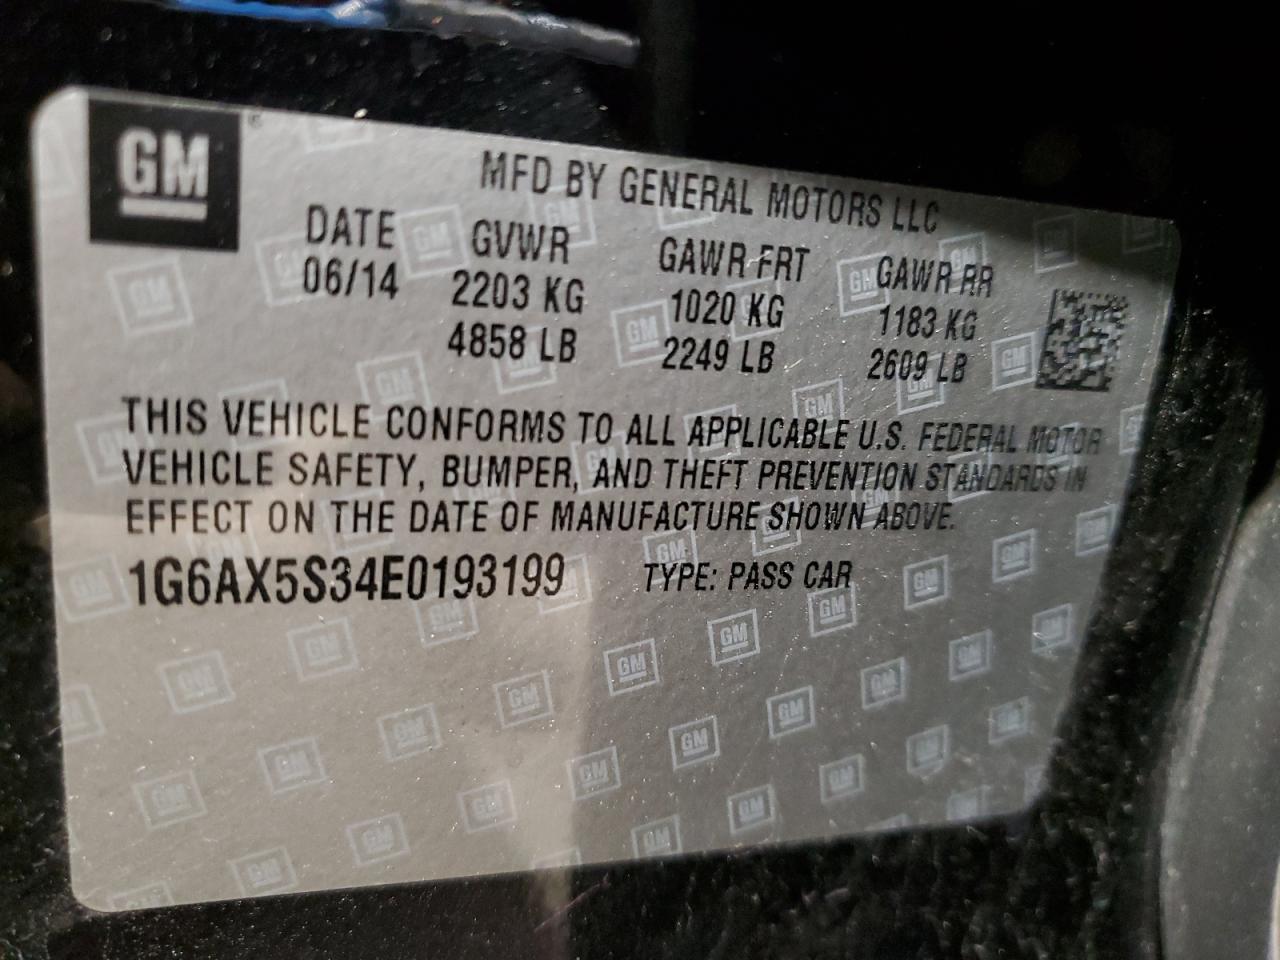 GM
MFD BY GENERAL MOTORS LLC
DATE GVWR GAWR FRT GAWR RR
06/14 2203 KG 1020 KG 1183 KG
4858 LB 2249 LB 2609 LB
THIS VEHICLE CONFORMS TO ALL APPLICABLE U.S. FEDERAL MOTOR
VEHICLE SAFETY, BUMPER, AND THEFT PREVENTION STANDARDS IN
EFFECT ON THE DATE OF MANUFACTURE SHOWN ABOVE.
1G6AX5S34E0193199 TYPE: PASS CAR